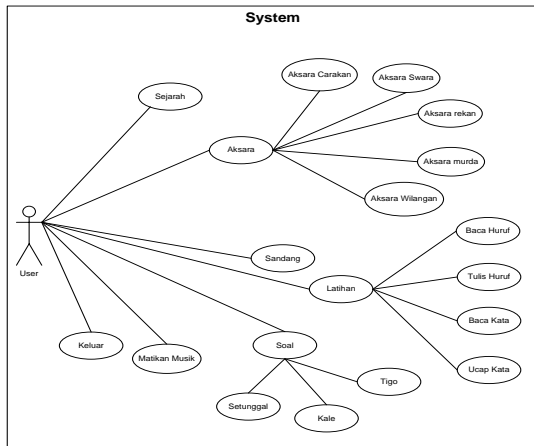 System
Sejarah
Aksara
Aksara Carakan
Aksara Swara
Aksara rekan
Aksara murda
Aksara Wilangan
User
Sandang
Latihan
Baca Huruf
Tulis Huruf
Baca Kata
Ucap Kata
Keluar
Matikan Musik
Soal
Setunggal
Kale
Tigo